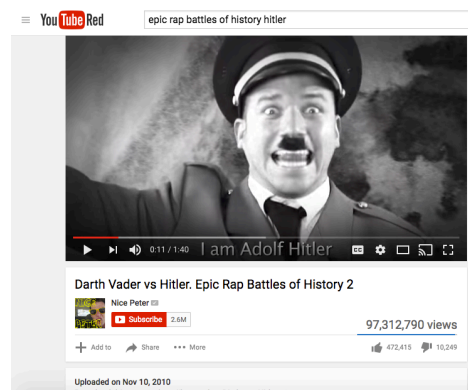 YouTube Red
epic rap battles of history hitler
I am Adolf Hitler
0:11 / 1:40
CC
Darth Vader vs Hitler. Epic Rap Battles of History 2
Nice Peter
Subscribe 2.6M
97,312,790 views
Add to Share More
472,415 10,249
Uploaded on Nov 10, 2010